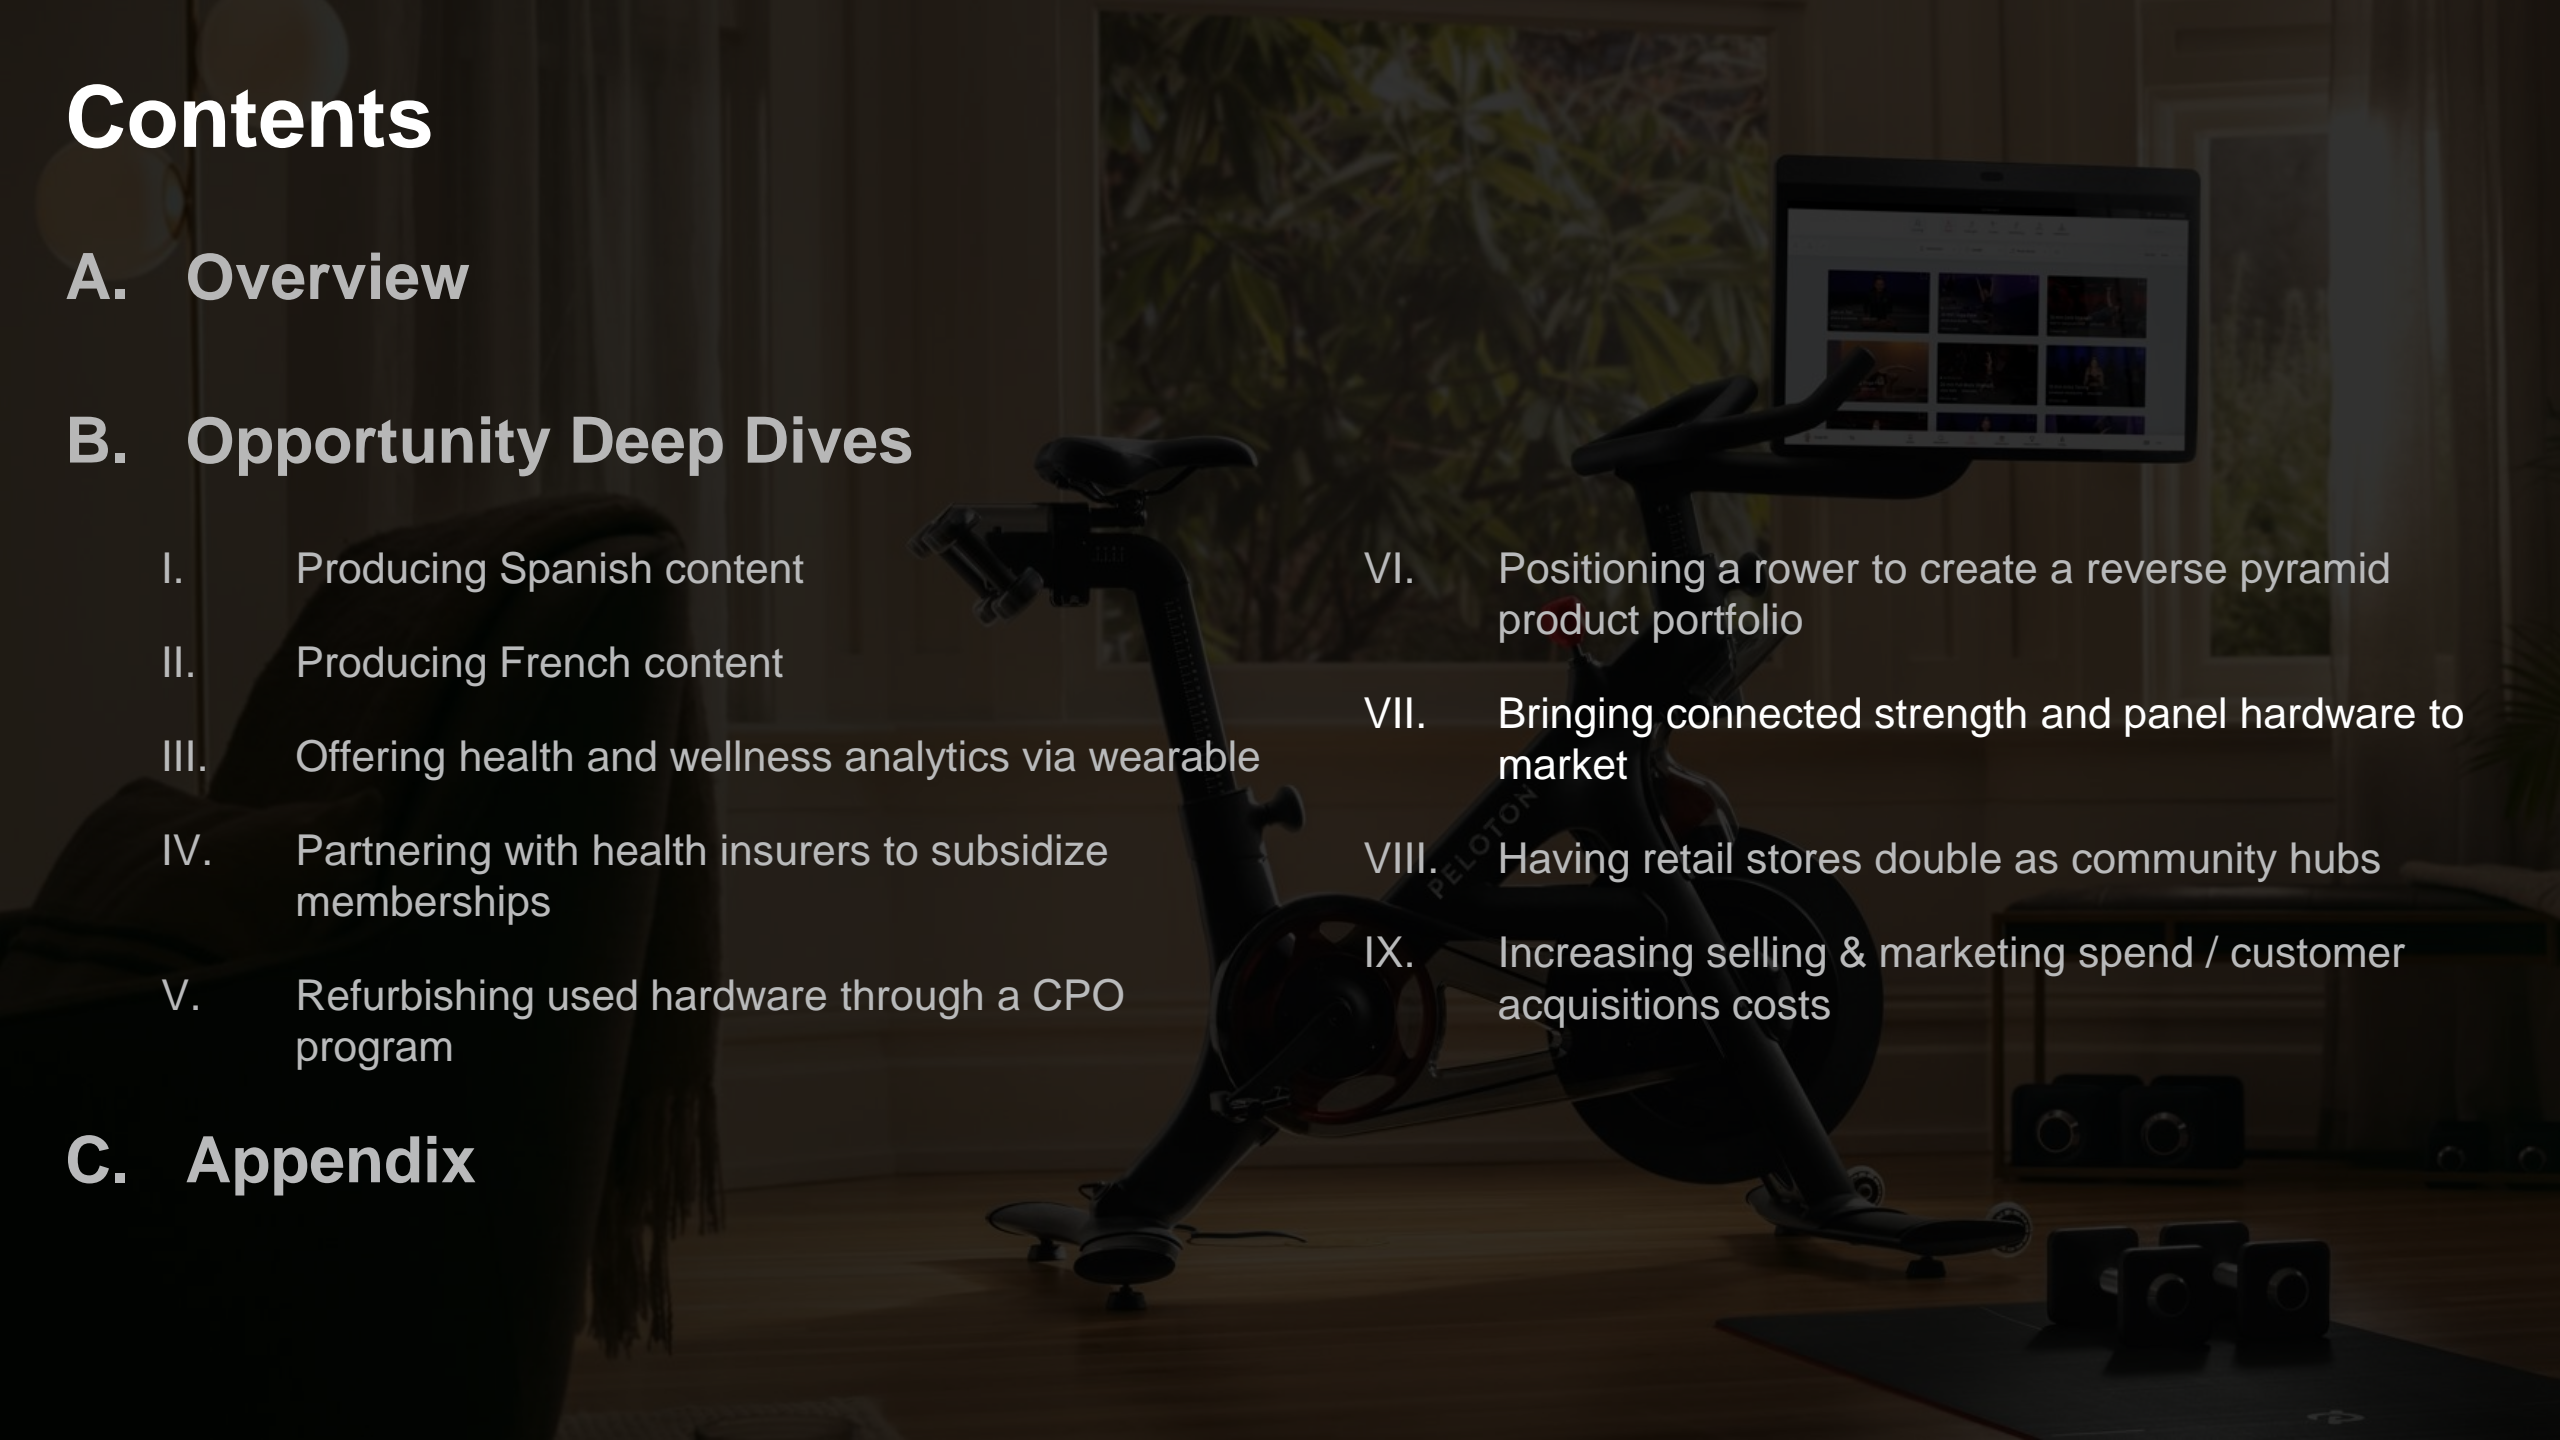 Contents
A. Overview
B. Opportunity Deep Dives
I. Producing Spanish content
II. Producing French content
III. Offering health and wellness analytics via wearable
IV. Partnering with health insurers to subsidize
memberships
V. Refurbishing used hardware through a CPO
program
VI. Positioning a rower to create a reverse pyramid
product portfolio
VII. Bringing connected strength and panel hardware to
market
VIII. Having retail stores double as community hubs
IX. Increasing selling & marketing spend / customer
acquisitions costs
C. Appendix
PELOTON